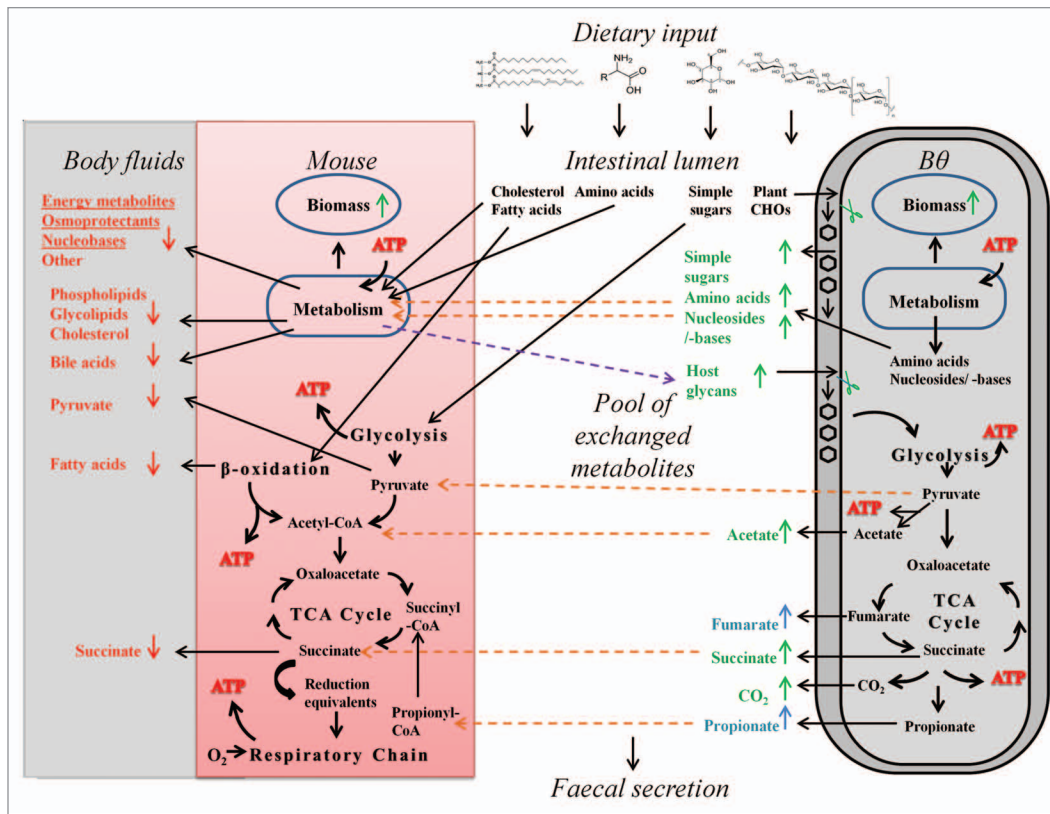 Dietary input
NH₂
R
O
OH
Body fluids
Mouse
Intestinal lumen
Bθ
Energy metabolites
Osmoprotectants
Nucleobases
Other
Phospholipids
Glycolipids
Cholesterol
Bile acids
Pyruvate
Fatty acids
Succinate
Biomass
ATP
Metabolism
ATP
Glycolysis
β-oxidation
Pyruvate
Acetyl-CoA
ATP
Oxaloacetate
TCA Cycle
Succinyl
-CoA
Succinate
ATP
Reduction
equivalents
Propionyl-
CoA
O₂
Respiratory Chain
Cholesterol
Fatty acids
Amino acids
Simple
sugars
Plant
CHOs
Simple
sugars
Amino acids
Nucleosides
/-bases
Host
glycans
Pool of
exchanged
metabolites
Acetate
Fumarate
Succinate
CO₂
Propionate
Faecal secretion
Biomass
ATP
Metabolism
Amino acids
Nucleosides/ -bases
Glycolysis
ATP
Pyruvate
ATP
Acetate
Oxaloacetate
TCA
Cycle
Fumarate
Succinate
CO₂
ATP
Propionate